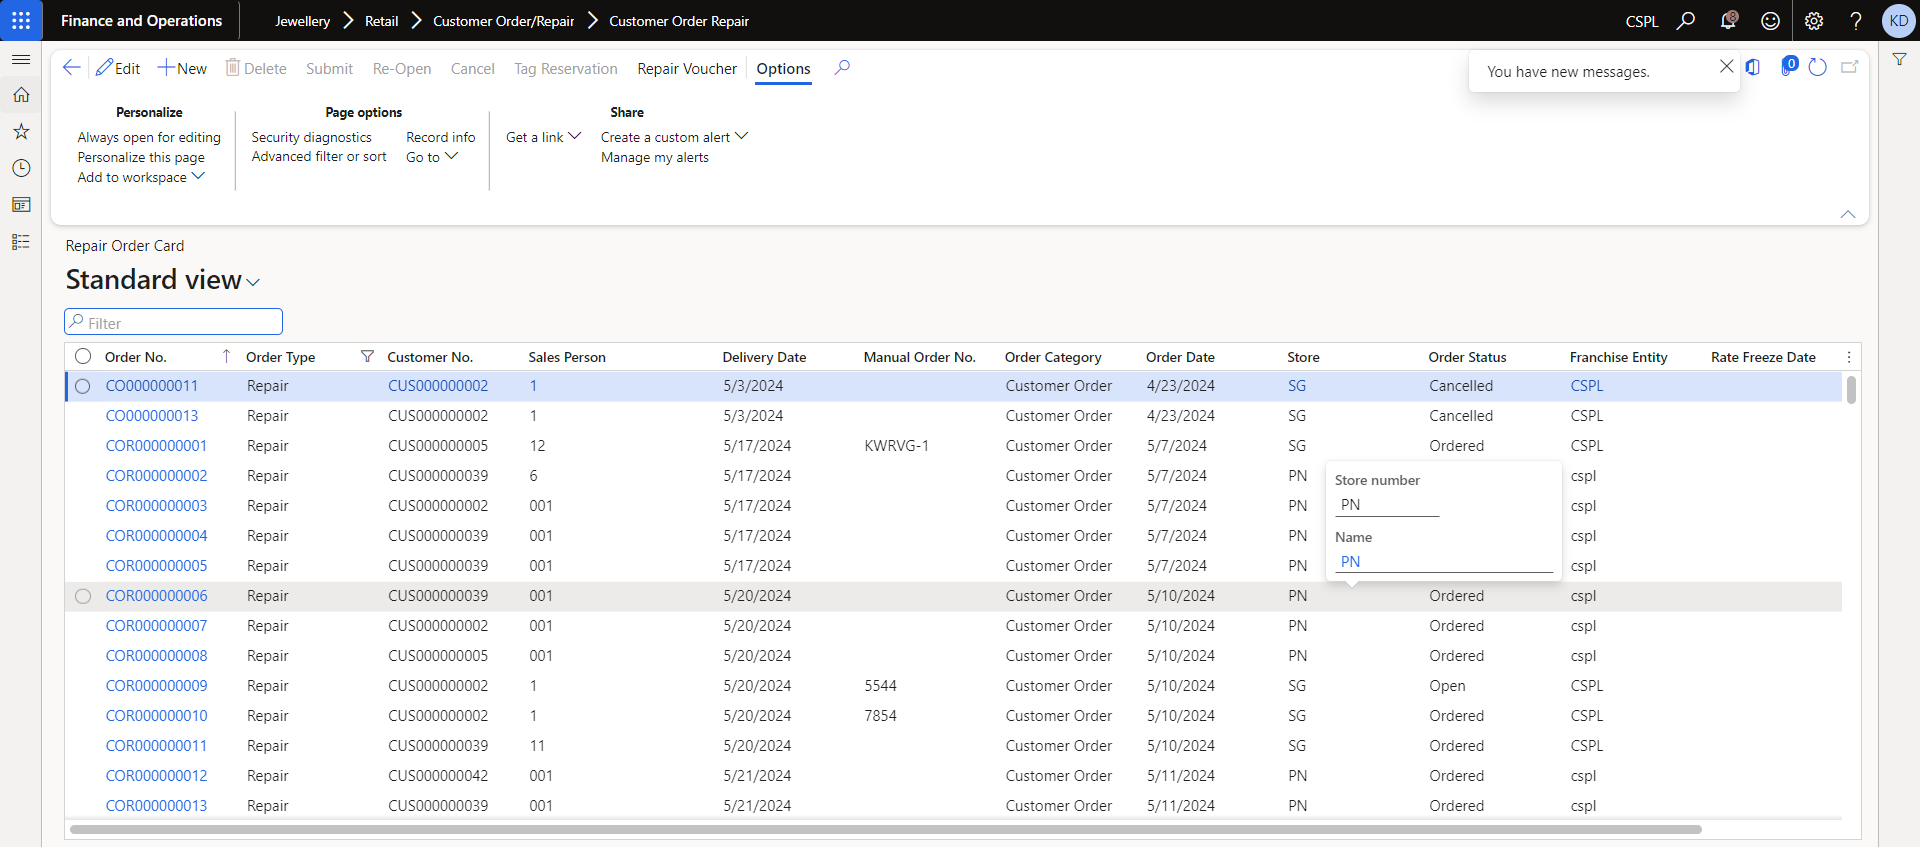 Finance and Operations
Jewellery Retail Customer Order/Repair Customer Order Repair
CSPL 8 ? KD
Edit New Delete Submit Re-Open Cancel Tag Reservation Repair Voucher Options
You have new messages.
0
Personalize
Always open for editing
Personalize this page
Add to workspace
Page options
Security diagnostics Record info
Advanced filter or sort Go to
Get a link
Share
Create a custom alert
Manage my alerts
Repair Order Card
Standard view
Filter
Order No. Order Type Customer No. Sales Person Delivery Date Manual Order No. Order Category Order Date Store Order Status Franchise Entity Rate Freeze Date
CO000000011 Repair CUS000000002 1 5/3/2024 Customer Order 4/23/2024 SG Cancelled CSPL
CO000000013 Repair CUS000000002 1 5/3/2024 Customer Order 4/23/2024 SG Cancelled CSPL
COR000000001 Repair CUS000000005 12 5/17/2024 KWRVG-1 Customer Order 5/7/2024 SG Ordered CSPL
COR000000002 Repair CUS000000039 6 5/17/2024 Customer Order 5/7/2024 PN cspl
COR000000003 Repair CUS000000002 001 5/17/2024 Customer Order 5/7/2024 PN cspl
COR000000004 Repair CUS000000039 001 5/17/2024 Customer Order 5/7/2024 PN cspl
COR000000005 Repair CUS000000039 001 5/17/2024 Customer Order 5/7/2024 PN cspl
Store number
PN
Name
PN
COR000000006 Repair CUS000000039 001 5/20/2024 Customer Order 5/10/2024 PN Ordered cspl
COR000000007 Repair CUS000000002 001 5/20/2024 Customer Order 5/10/2024 PN Ordered cspl
COR000000008 Repair CUS000000005 001 5/20/2024 Customer Order 5/10/2024 PN Ordered cspl
COR000000009 Repair CUS000000002 1 5/20/2024 5544 Customer Order 5/10/2024 SG Open CSPL
COR000000010 Repair CUS000000002 1 5/20/2024 7854 Customer Order 5/10/2024 SG Ordered CSPL
COR000000011 Repair CUS000000039 11 5/20/2024 Customer Order 5/10/2024 SG Ordered CSPL
COR000000012 Repair CUS000000042 001 5/21/2024 Customer Order 5/11/2024 PN Ordered cspl
COR000000013 Repair CUS000000039 001 5/21/2024 Customer Order 5/11/2024 PN Ordered cspl